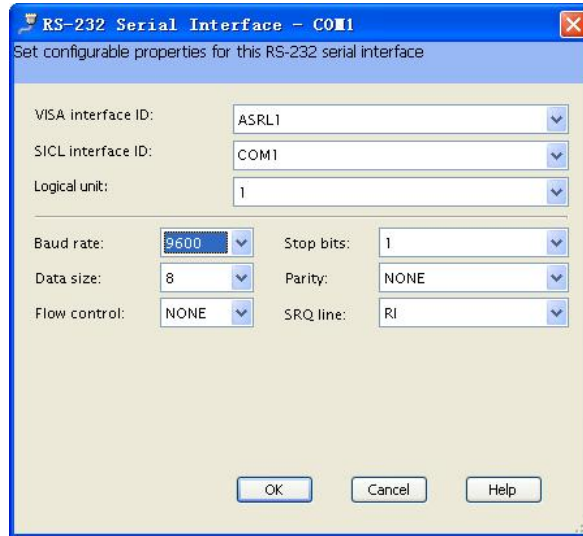 RS-232 Serial Interface - COM1
Set configurable properties for this RS-232 serial interface
VISA interface ID: ASRL1
SICL interface ID: COM1
Logical unit: 1
Baud rate: 9600 Stop bits: 1
Data size: 8 Parity: NONE
Flow control: NONE SRQ line: RI
OK Cancel Help